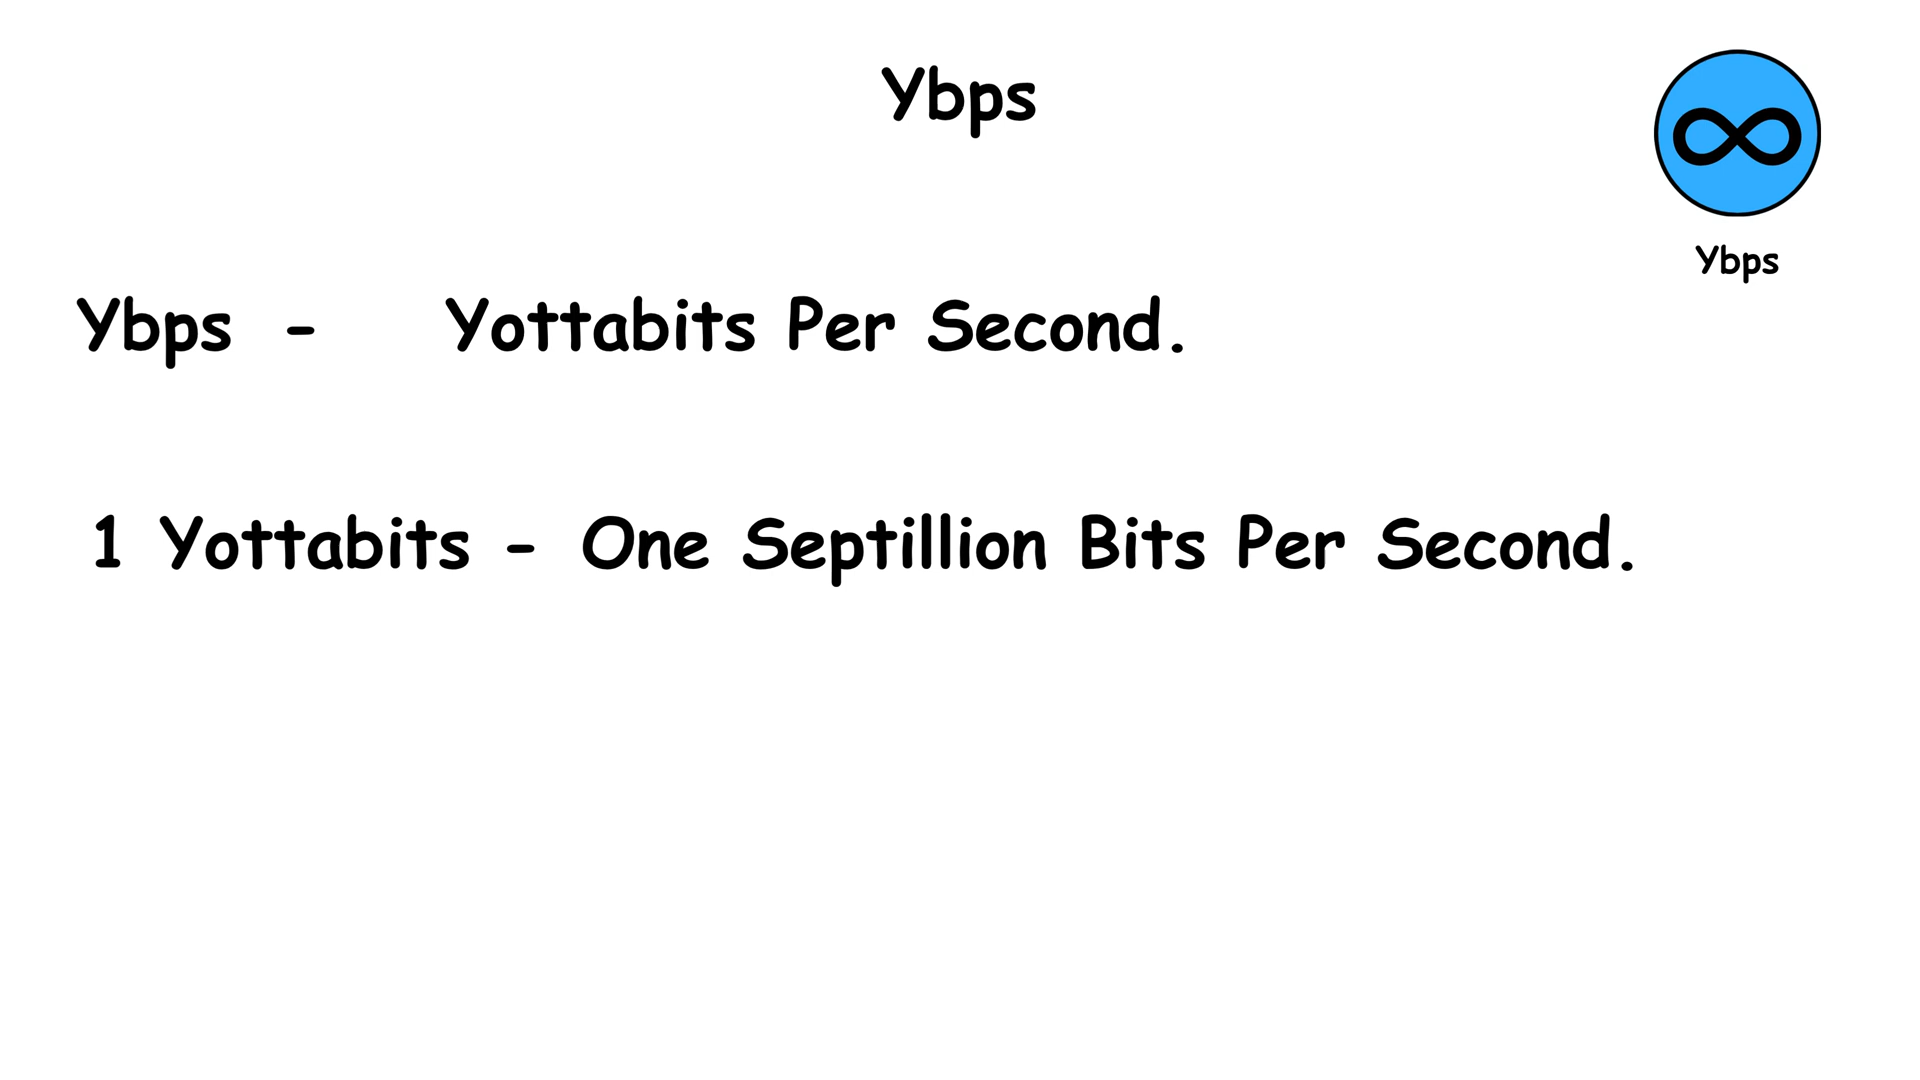 Ybps
Ybps
Ybps - Yottabits Per Second.
1 Yottabits - One Septillion Bits Per Second.